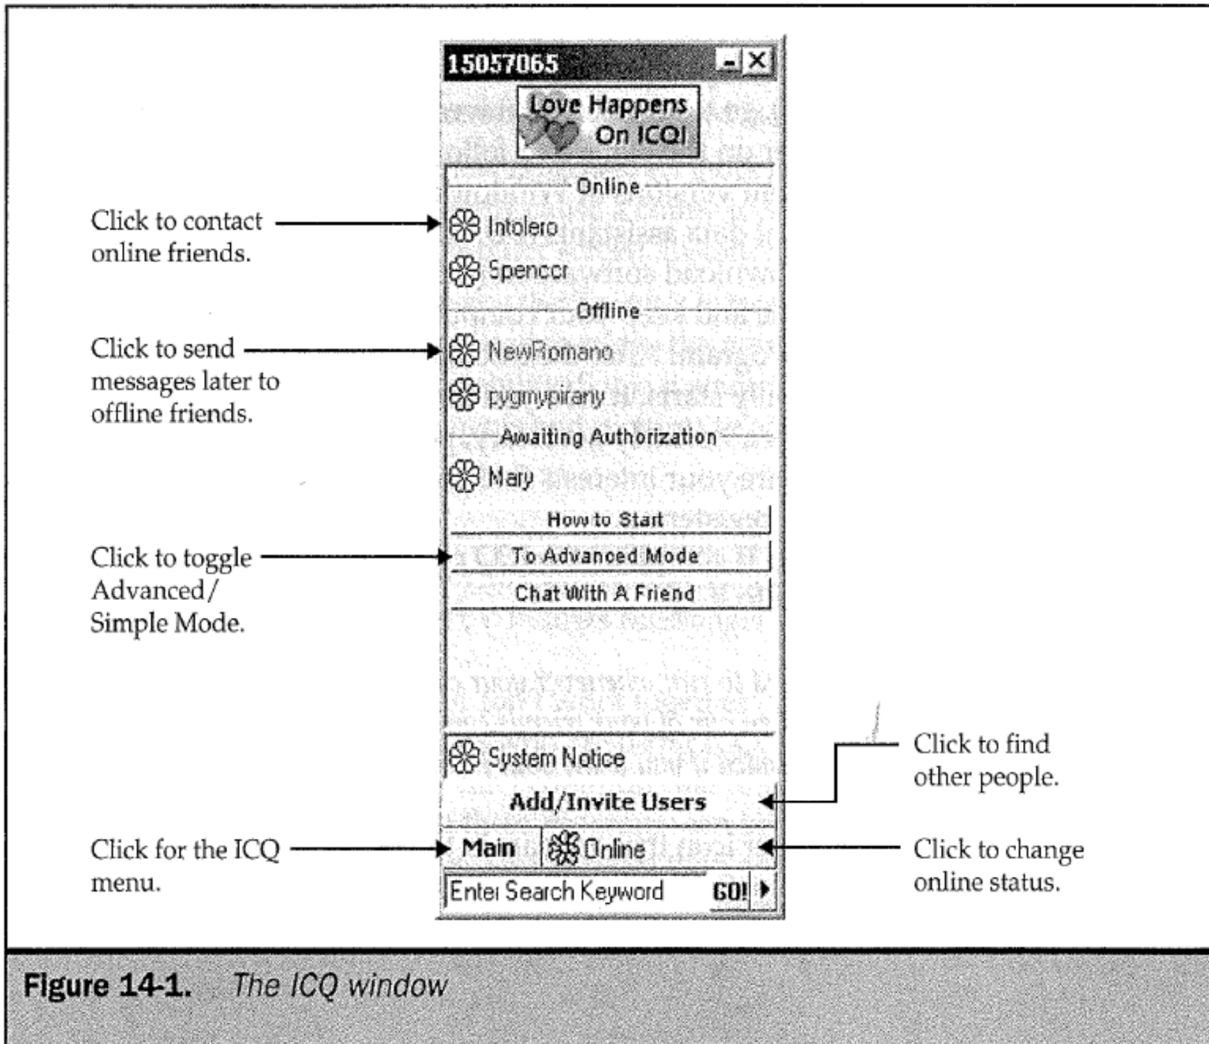 15057065
Love Happens
On ICQ!
Online
Click to contact
online friends.
Intolero
Spenccr
Offline
Click to send
messages later to
offline friends.
NewRomano
pygmypirany
Awaiting Authorization
Mary
How to Start
Click to toggle
Advanced/
Simple Mode.
To Advanced Mode
Chat With A Friend
System Notice
Click to find
other people.
Add/Invite Users
Click for the ICQ
menu.
Main
Online
Click to change
online status.
Enter Search Keyword
GO!
Figure 14-1. The ICQ window